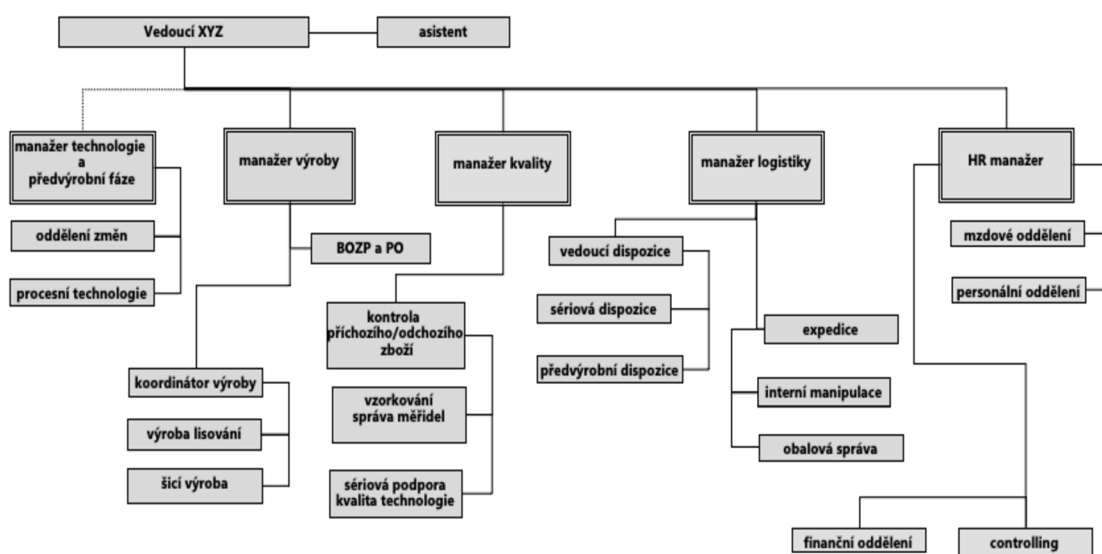 Vedoucí XYZ
asistent
manažer technologie
a
předvýrobní fáze
manažer výroby
manažer kvality
manažer logistiky
HR manažer
oddělení změn
procesní technologie
BOZP a PO
koordinátor výroby
výroba lisování
šicí výroba
kontrola
příchozího/odchozího
zboží
vzorkování
správa měřidel
sériová podpora
kvalita technologie
vedoucí dispozice
sériová dispozice
předvýrobní dispozice
expedice
interní manipulace
obalová správa
mzdové oddělení
personální oddělení
finanční oddělení
controlling